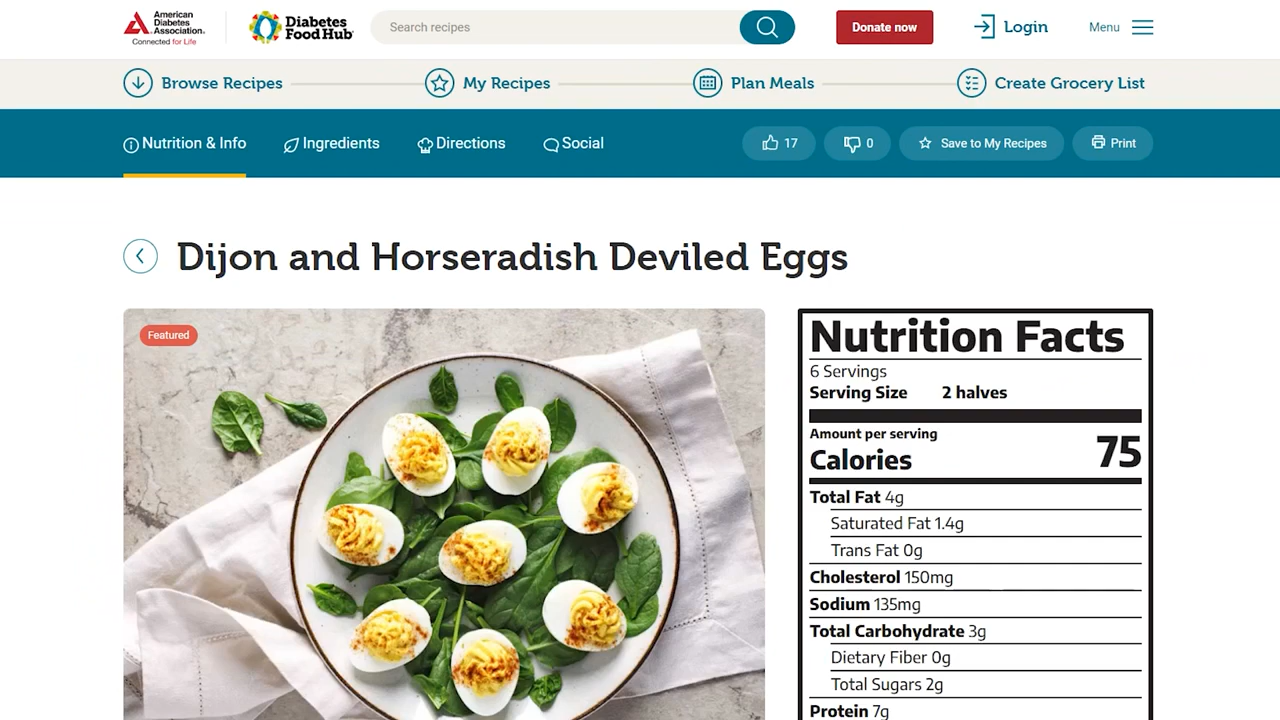 American
Diabetes
Association.
Connected for Life
Diabetes
Food Hub
Search recipes
Donate now
Login
Menu
Browse Recipes
My Recipes
Plan Meals
Create Grocery List
Nutrition & Info
Ingredients
Directions
Social
17
0
Save to My Recipes
Print
Dijon and Horseradish Deviled Eggs
Featured
Nutrition Facts
6 Servings
Serving Size 2 halves
Amount per serving
Calories 75
Total Fat 4g
Saturated Fat 1.4g
Trans Fat 0g
Cholesterol 150mg
Sodium 135mg
Total Carbohydrate 3g
Dietary Fiber 0g
Total Sugars 2g
Protein 7g